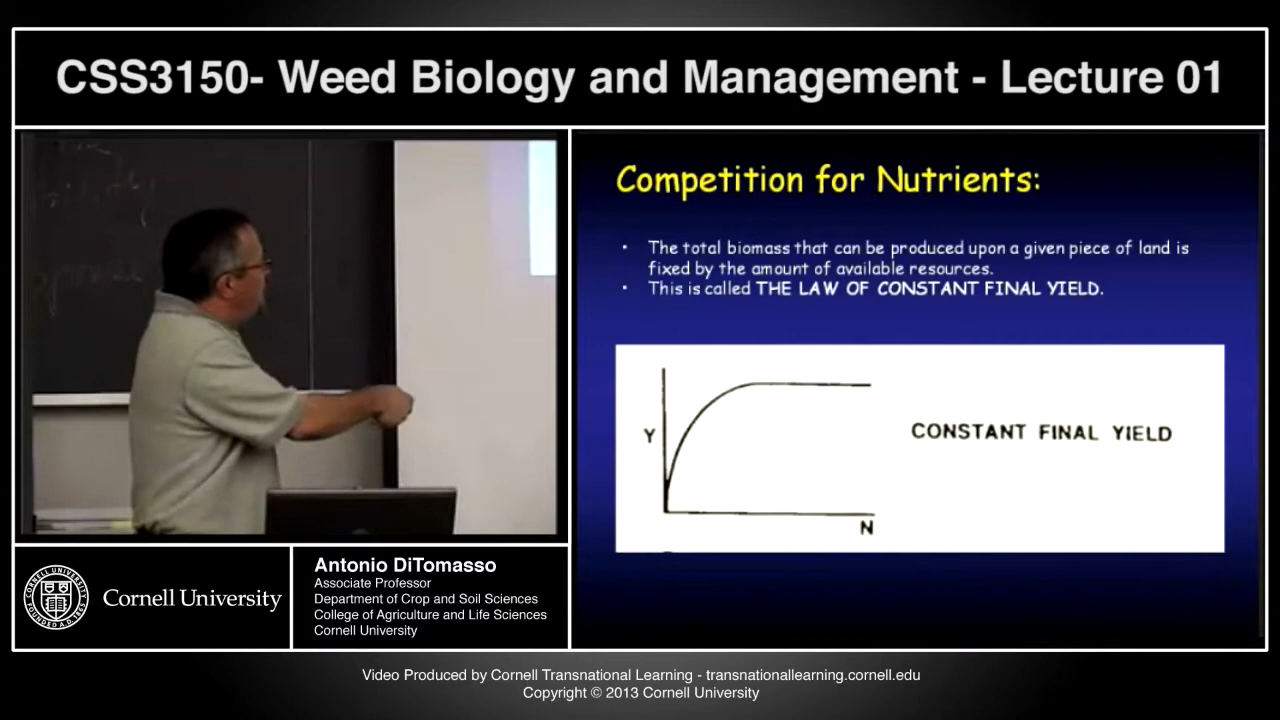 CSS3150- Weed Biology and Management - Lecture 01
Competition for Nutrients:
• The total biomass that can be produced upon a given piece of land is
fixed by the amount of available resources.
• This is called THE LAW OF CONSTANT FINAL YIELD.
Y
CONSTANT FINAL YIELD
N
Cornell University
Antonio DiTomasso
Associate Professor
Department of Crop and Soil Sciences
College of Agriculture and Life Sciences
Cornell University
Video Produced by Cornell Transnational Learning - transnationallearning.cornell.edu
Copyright © 2013 Cornell University